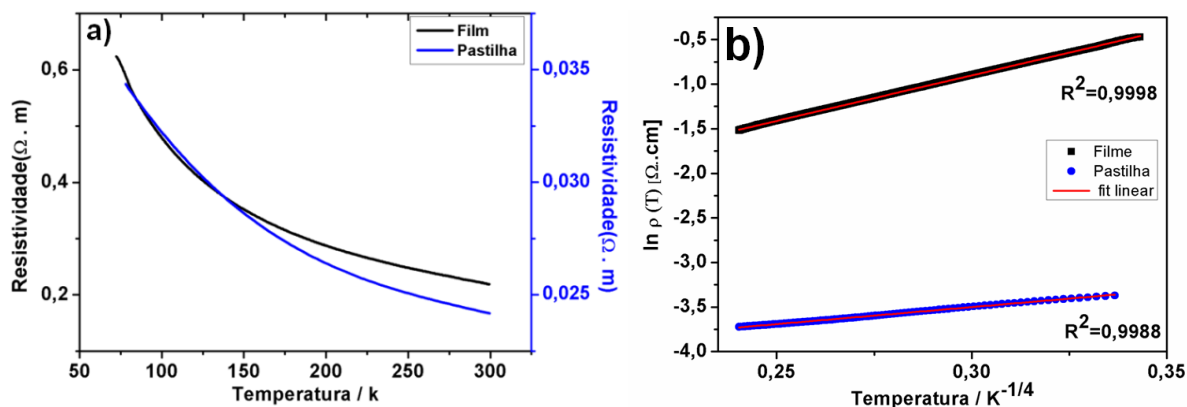 a)
Film
Pastilha
0,6
0,4
0,2
Resistividade(Ω . m)
0,035
0,030
0,025
Resistividade(Ω . m)
50 100 150 200 250 300
Temperatura / k
b)
-0,5
-1,0
-1,5
-2,0
-2,5
-3,0
-3,5
-4,0
ln ρ (T) [Ω.cm]
R²=0,9998
Filme
Pastilha
fit linear
R²=0,9988
0,25 0,30 0,35
Temperatura / K⁻¹/⁴